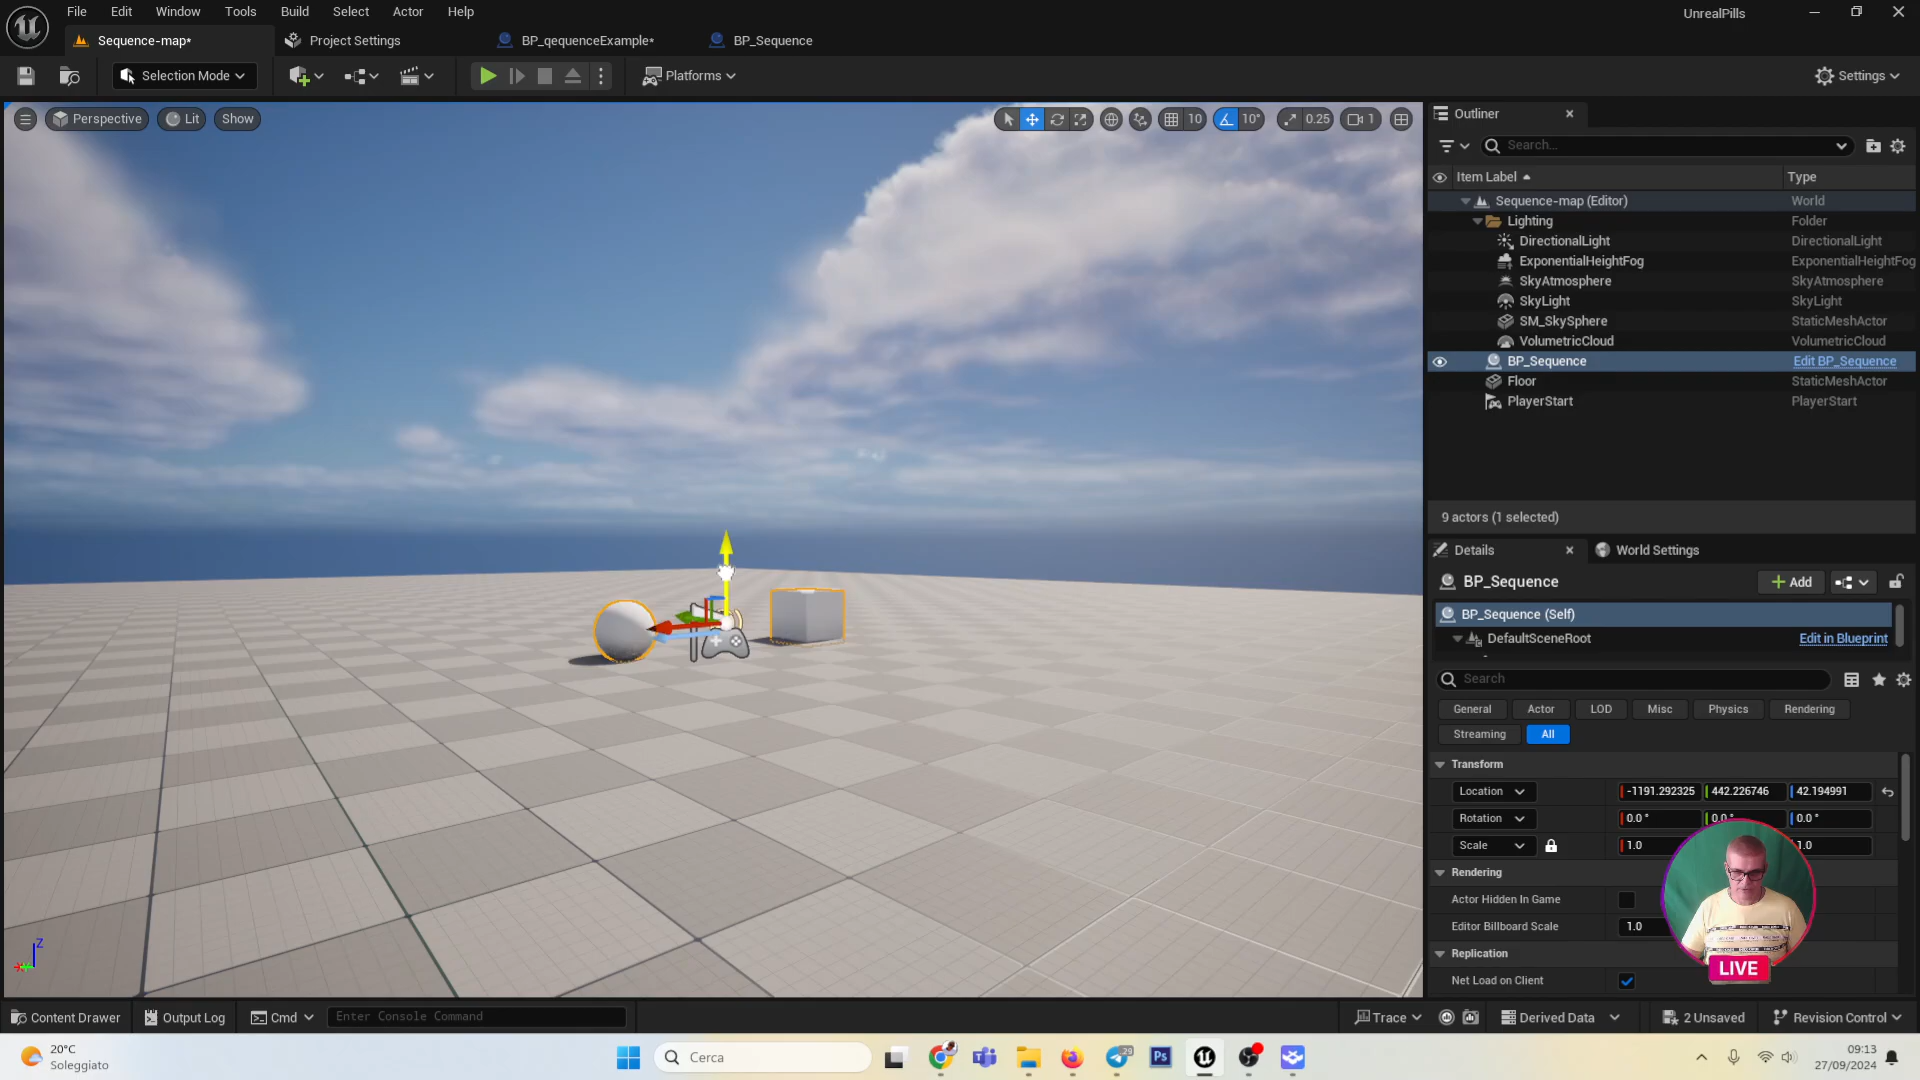 File Edit Window Tools Build Select Actor Help
UnrealPills
Sequence-map*
Project Settings
BP_qequenceExample*
BP_Sequence
Selection Mode
Platforms
Settings
Perspective
Lit
Show
10
10°
0.25
1
Outliner
Search...
Item Label
Type
Sequence-map (Editor)
World
Lighting
Folder
DirectionalLight
DirectionalLight
ExponentialHeightFog
ExponentialHeightFog
SkyAtmosphere
SkyAtmosphere
SkyLight
SkyLight
SM_SkySphere
StaticMeshActor
VolumetricCloud
VolumetricCloud
BP_Sequence
Edit BP_Sequence
Floor
StaticMeshActor
PlayerStart
PlayerStart
9 actors (1 selected)
Details
World Settings
BP_Sequence
Add
BP_Sequence (Self)
DefaultSceneRoot
Edit in Blueprint
Search
General
Actor
LOD
Misc
Physics
Rendering
Streaming
All
Transform
Location
-1191.292325
442.226746
42.194991
Rotation
0.0 °
0.0 °
0.0 °
Scale
1.0
1.0
Rendering
Actor Hidden In Game
Editor Billboard Scale
1.0
Replication
Net Load on Client
LIVE
Z
Content Drawer
Output Log
Cmd
Enter Console Command
Trace
Derived Data
2 Unsaved
Revision Control
20°C
Soleggiato
Cerca
29
Ps
09:13
27/09/2024